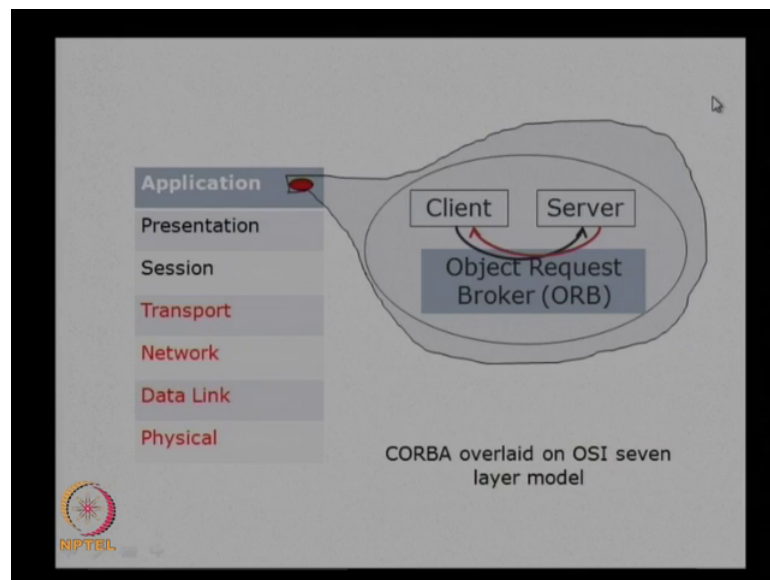 Application
Presentation
Session
Transport
Network
Data Link
Physical
Client
Server
Object Request
Broker (ORB)
CORBA overlaid on OSI seven
layer model
NPTEL